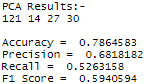 PCA Results:-
121 14 27 30
Accuracy =  0.7864583
Precision =  0.6818182
Recall =  0.5263158
F1 Score =  0.5940594